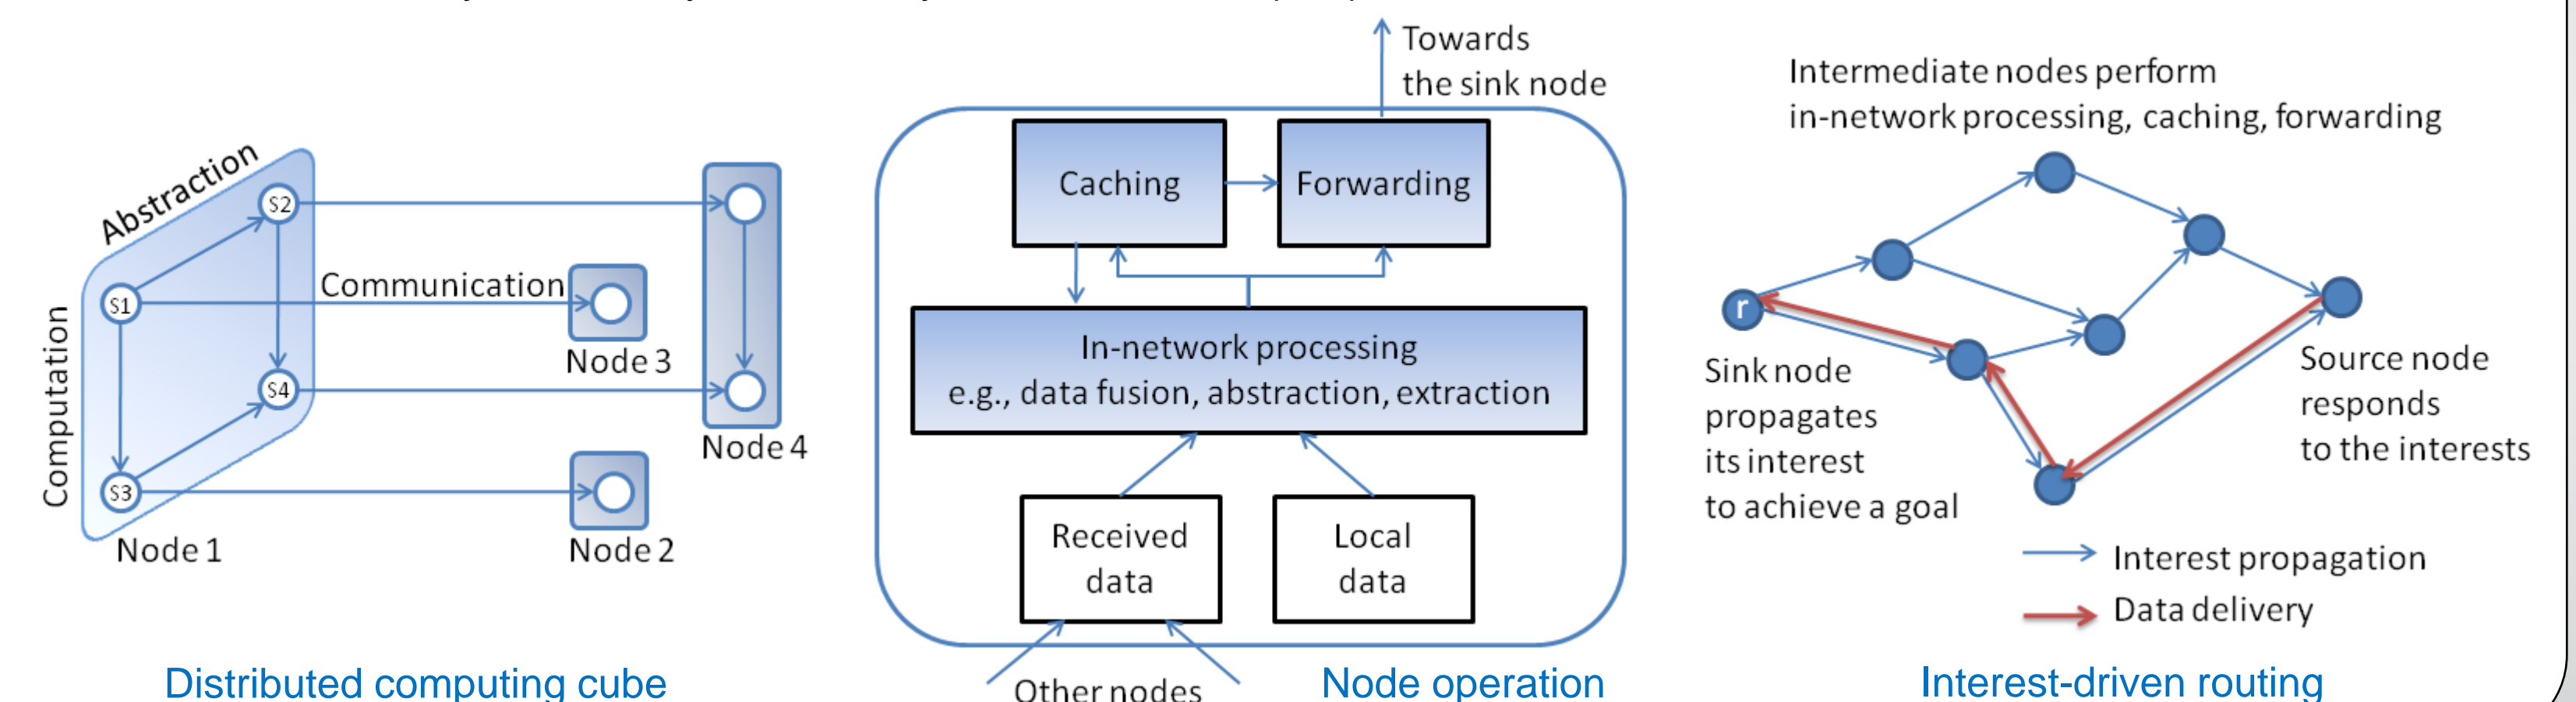 Abstraction
Computation
S1
S2
S3
S4
Communication
Node 1
Node 3
Node 2
Node 4
Distributed computing cube
Towards
the sink node
Caching
Forwarding
In-network processing
e.g., data fusion, abstraction, extraction
Received
data
Local
data
Other nodes
Node operation
Intermediate nodes perform
in-network processing, caching, forwarding
r
Sink node
propagates
its interest
to achieve a goal
Source node
responds
to the interests
Interest propagation
Data delivery
Interest-driven routing